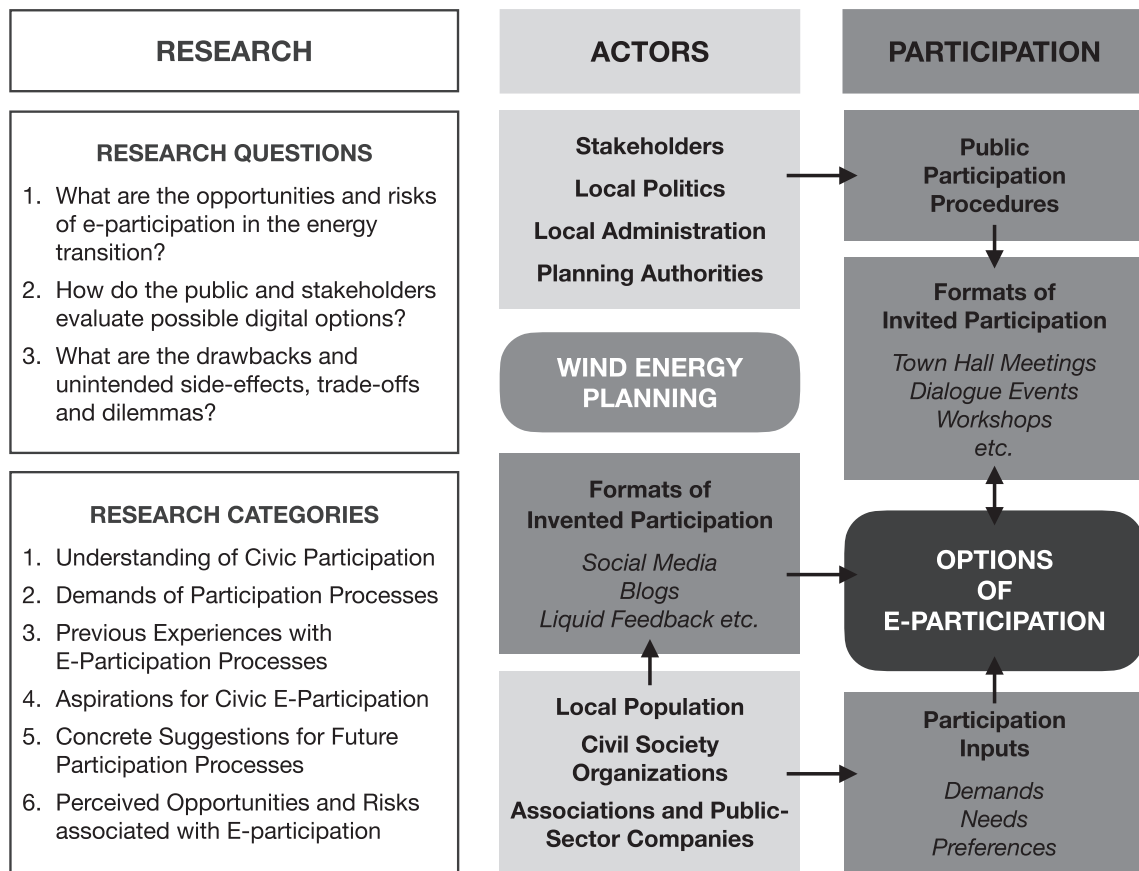 RESEARCH
RESEARCH QUESTIONS
1. What are the opportunities and risks
of e-participation in the energy
transition?
2. How do the public and stakeholders
evaluate possible digital options?
3. What are the drawbacks and
unintended side-effects, trade-offs
and dilemmas?
RESEARCH CATEGORIES
1. Understanding of Civic Participation
2. Demands of Participation Processes
3. Previous Experiences with
E-Participation Processes
4. Aspirations for Civic E-Participation
5. Concrete Suggestions for Future
Participation Processes
6. Perceived Opportunities and Risks
associated with E-participation
ACTORS
Stakeholders
Local Politics
Local Administration
Planning Authorities
WIND ENERGY
PLANNING
Formats of
Invented Participation
Social Media
Blogs
Liquid Feedback etc.
Local Population
Civil Society
Organizations
Associations and Public-
Sector Companies
PARTICIPATION
Public
Participation
Procedures
Formats of
Invited Participation
Town Hall Meetings
Dialogue Events
Workshops
etc.
OPTIONS
OF
E-PARTICIPATION
Participation
Inputs
Demands
Needs
Preferences